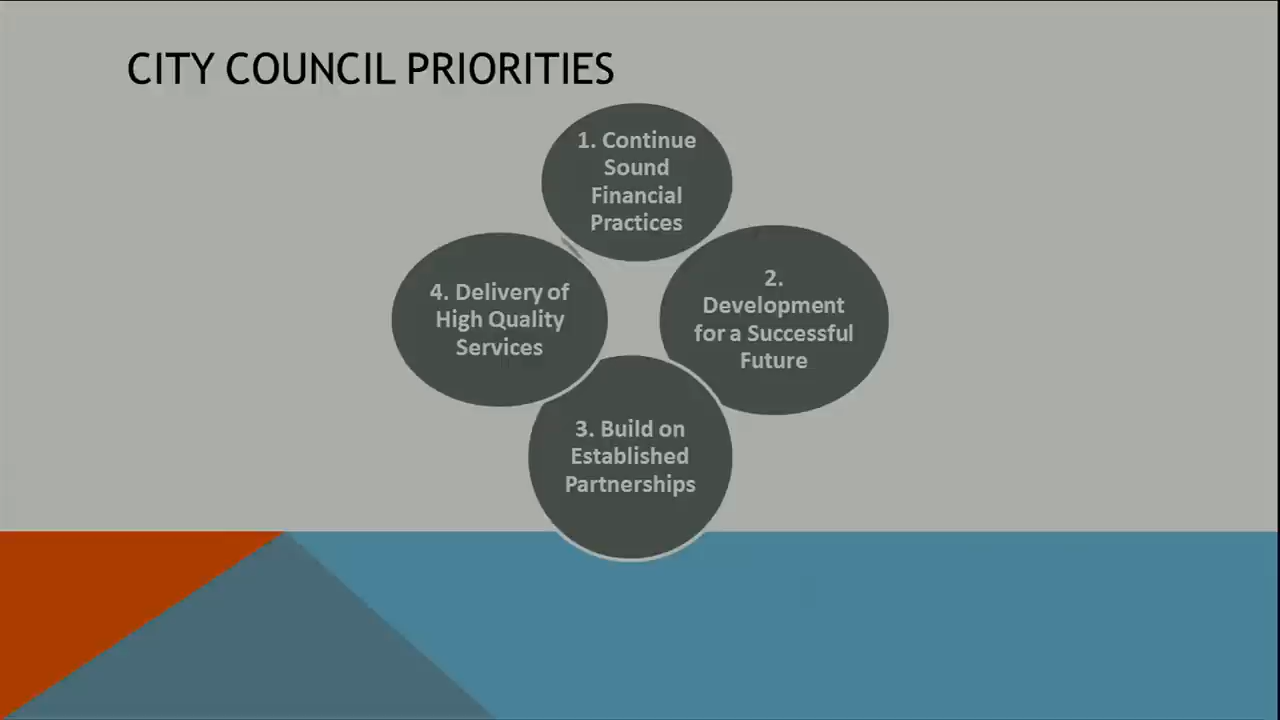 CITY COUNCIL PRIORITIES
1. Continue
Sound
Financial
Practices
2.
Development
for a Successful
Future
3. Build on
Established
Partnerships
4. Delivery of
High Quality
Services